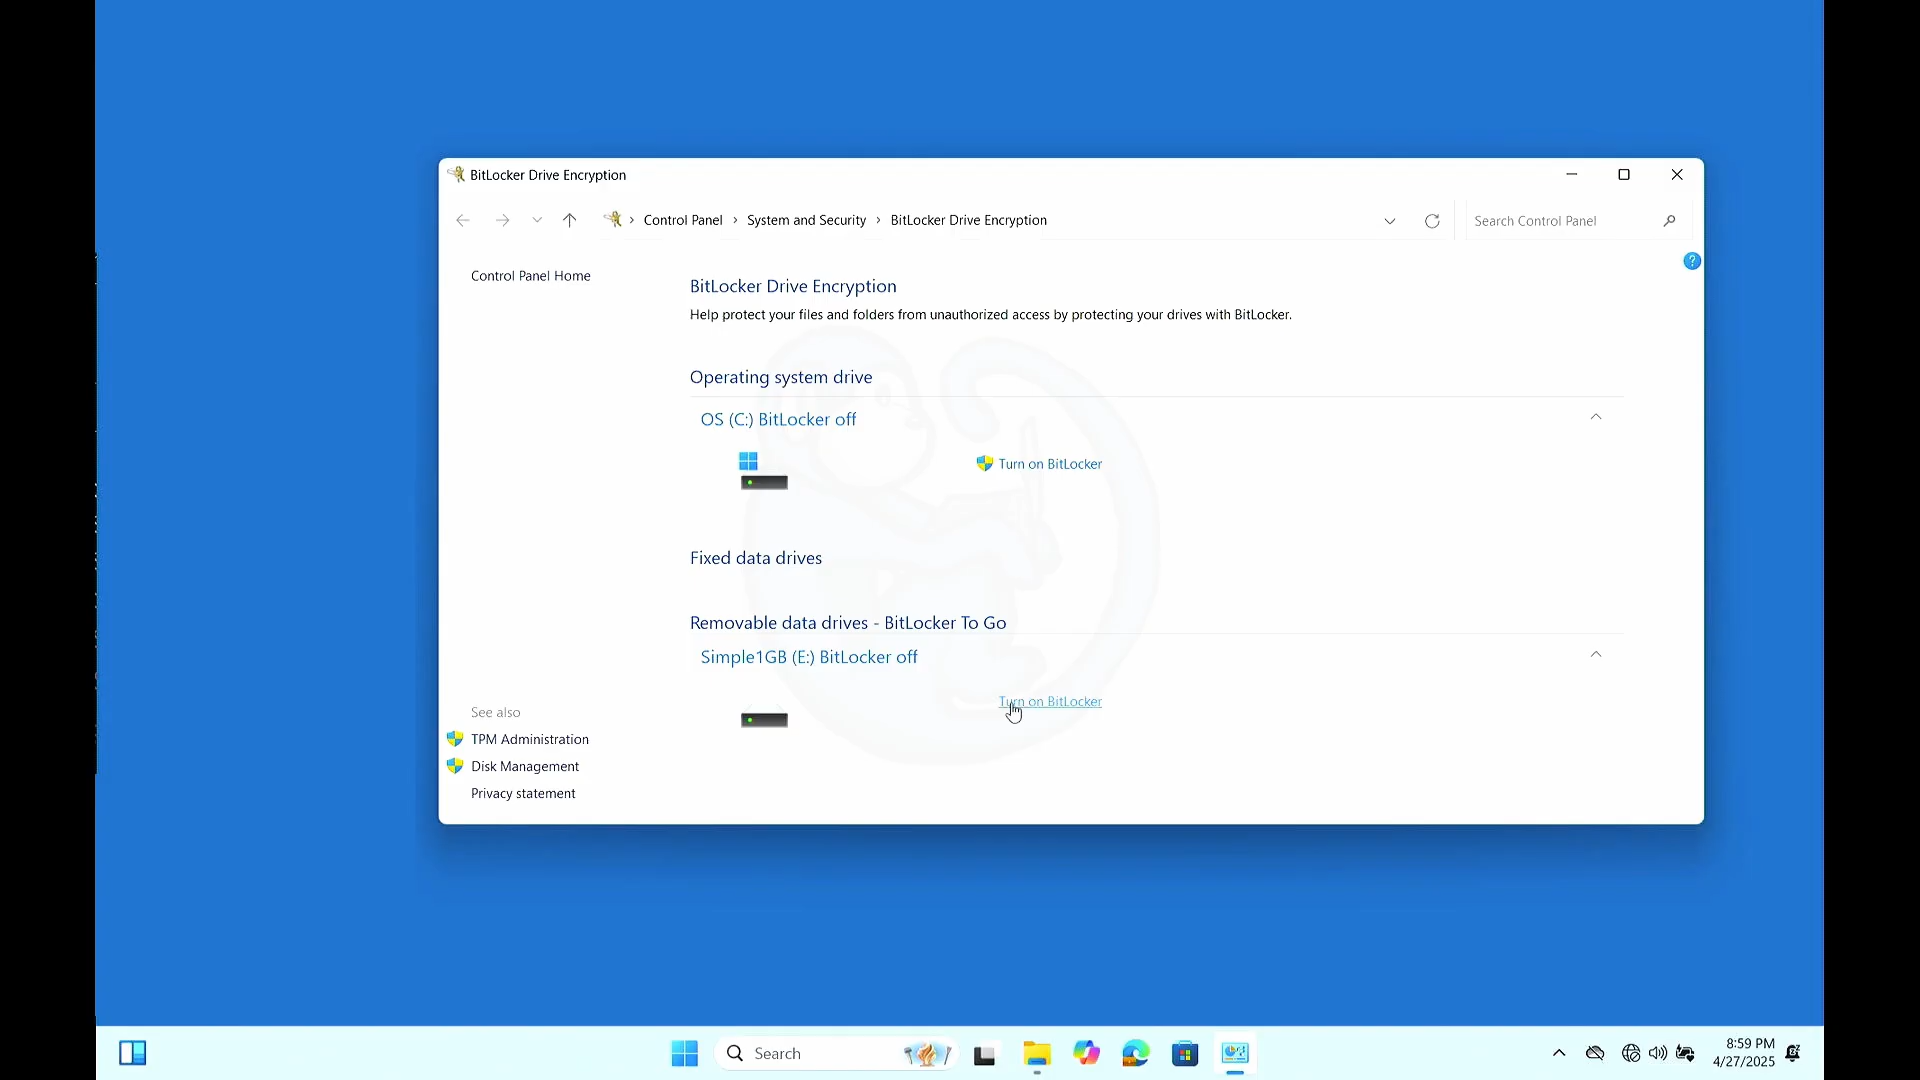 BitLocker Drive Encryption
Control Panel > System and Security > BitLocker Drive Encryption
Search Control Panel
?
Control Panel Home
BitLocker Drive Encryption
Help protect your files and folders from unauthorized access by protecting your drives with BitLocker.
Operating system drive
OS (C:) BitLocker off
Turn on BitLocker
Fixed data drives
Removable data drives - BitLocker To Go
Simple1GB (E:) BitLocker off
Turn on BitLocker
See also
TPM Administration
Disk Management
Privacy statement
Search
8:59 PM
4/27/2025